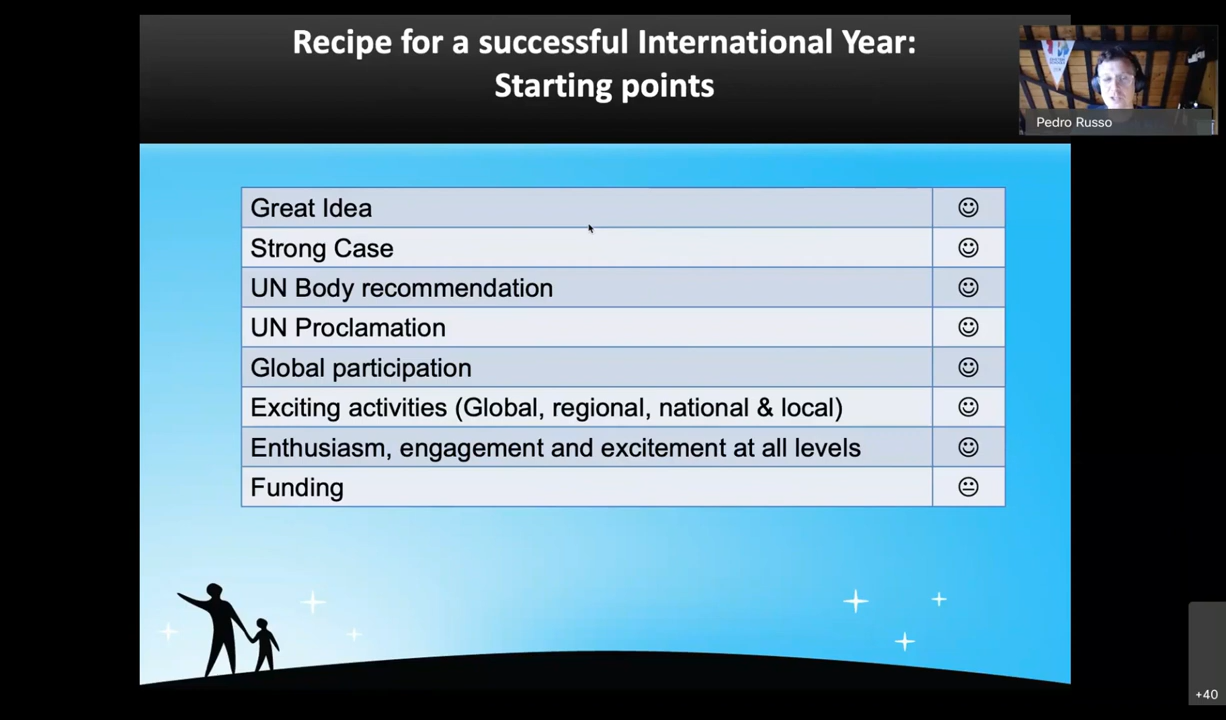 Recipe for a successful International Year:
Starting points
Pedro Russo
Great Idea ☺
Strong Case ☺
UN Body recommendation ☺
UN Proclamation ☺
Global participation ☺
Exciting activities (Global, regional, national & local) ☺
Enthusiasm, engagement and excitement at all levels ☺
Funding 😐
+40